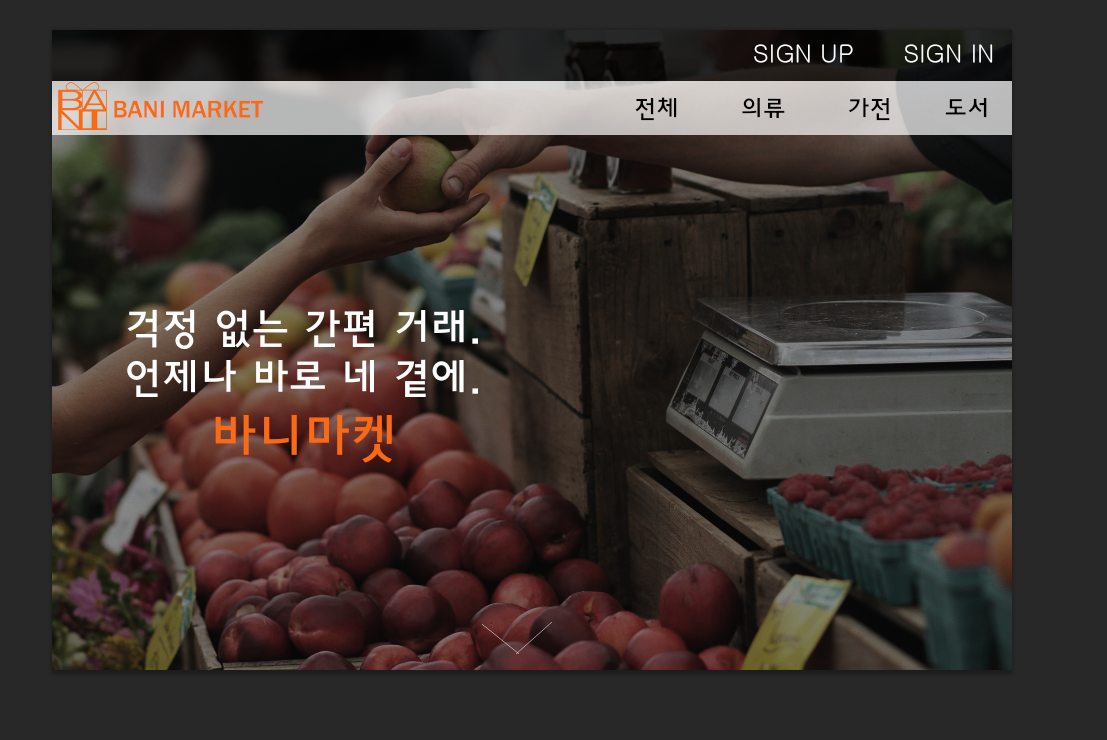 SIGN UP SIGN IN
BANI BANI MARKET 전체 의류 가전 도서
걱정 없는 간편 거래.
언제나 바로 네 곁에.
바니마켓